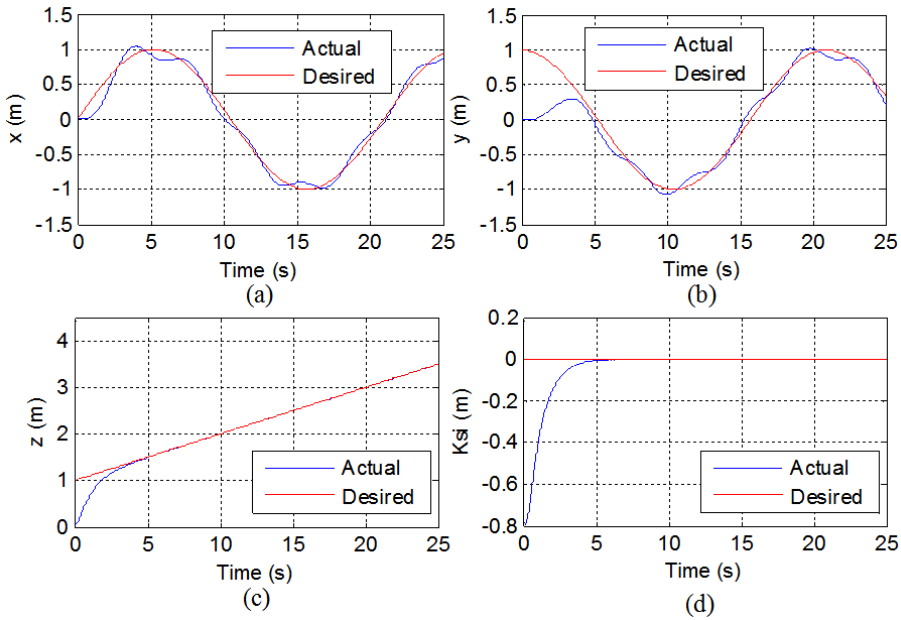 1.5
1
0.5
0
-0.5
-1
-1.5
x (m)
Actual
Desired
0 5 10 15 20 25
Time (s)
(a)
1.5
1
0.5
0
-0.5
-1
-1.5
y (m)
Actual
Desired
0 5 10 15 20 25
Time (s)
(b)
4
3
2
1
0
z (m)
Actual
Desired
0 5 10 15 20 25
Time (s)
(c)
0.2
0
-0.2
-0.4
-0.6
-0.8
Ksi (m)
Actual
Desired
0 5 10 15 20 25
Time (s)
(d)